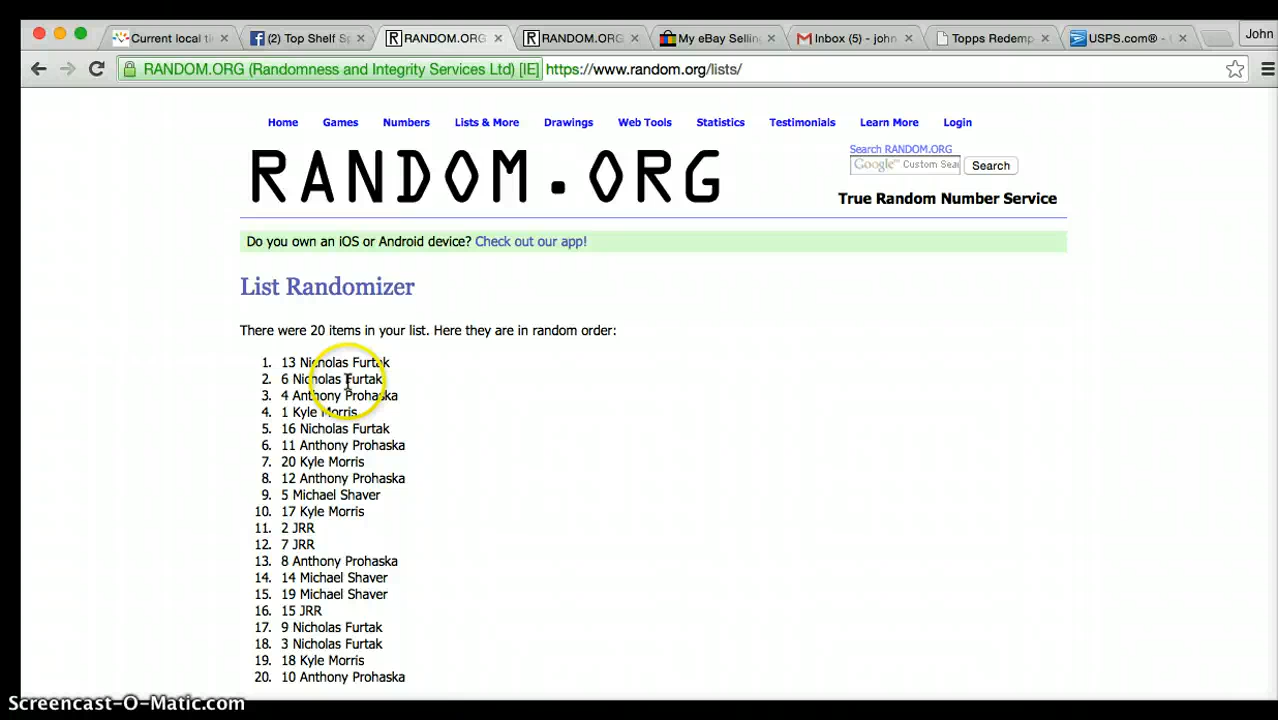 Current local ti
(2) Top Shelf Sp
RANDOM.ORG
RANDOM.ORG
My eBay Selling
Inbox (5) - john
Topps Redemp
USPS.com® -
John
RANDOM.ORG (Randomness and Integrity Services Ltd) [IE] https://www.random.org/lists/
Home Games Numbers Lists & More Drawings Web Tools Statistics Testimonials Learn More Login
RANDOM.ORG
Search RANDOM.ORG
Google™ Custom Sea Search
True Random Number Service
Do you own an iOS or Android device? Check out our app!
List Randomizer
There were 20 items in your list. Here they are in random order:
1. 13 Nicholas Furtak
2. 6 Nicholas Furtak
3. 4 Anthony Prohaska
4. 1 Kyle Morris
5. 16 Nicholas Furtak
6. 11 Anthony Prohaska
7. 20 Kyle Morris
8. 12 Anthony Prohaska
9. 5 Michael Shaver
10. 17 Kyle Morris
11. 2 JRR
12. 7 JRR
13. 8 Anthony Prohaska
14. 14 Michael Shaver
15. 19 Michael Shaver
16. 15 JRR
17. 9 Nicholas Furtak
18. 3 Nicholas Furtak
19. 18 Kyle Morris
20. 10 Anthony Prohaska
Screencast-O-Matic.com